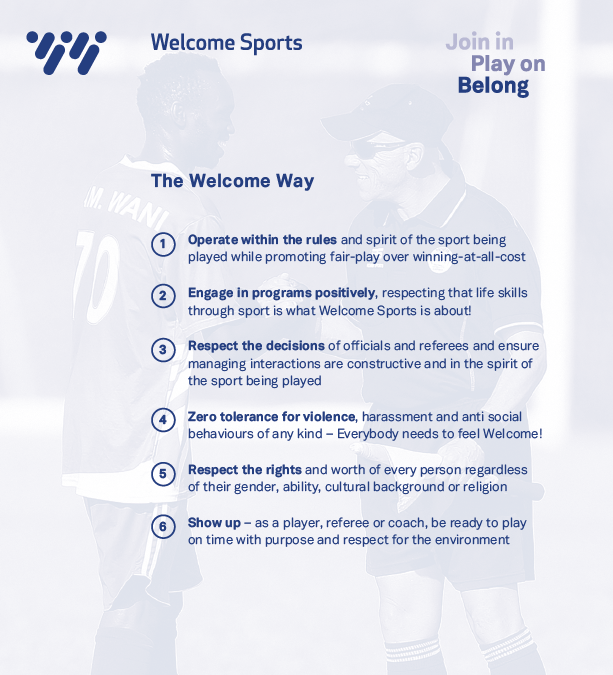 Welcome Sports
Join in
Play on
Belong
The Welcome Way
M. WANI
70
1 Operate within the rules and spirit of the sport being
played while promoting fair-play over winning-at-all-cost
2 Engage in programs positively, respecting that life skills
through sport is what Welcome Sports is about!
3 Respect the decisions of officials and referees and ensure
managing interactions are constructive and in the spirit of
the sport being played
4 Zero tolerance for violence, harassment and anti social
behaviours of any kind – Everybody needs to feel Welcome!
5 Respect the rights and worth of every person regardless
of their gender, ability, cultural background or religion
6 Show up – as a player, referee or coach, be ready to play
on time with purpose and respect for the environment